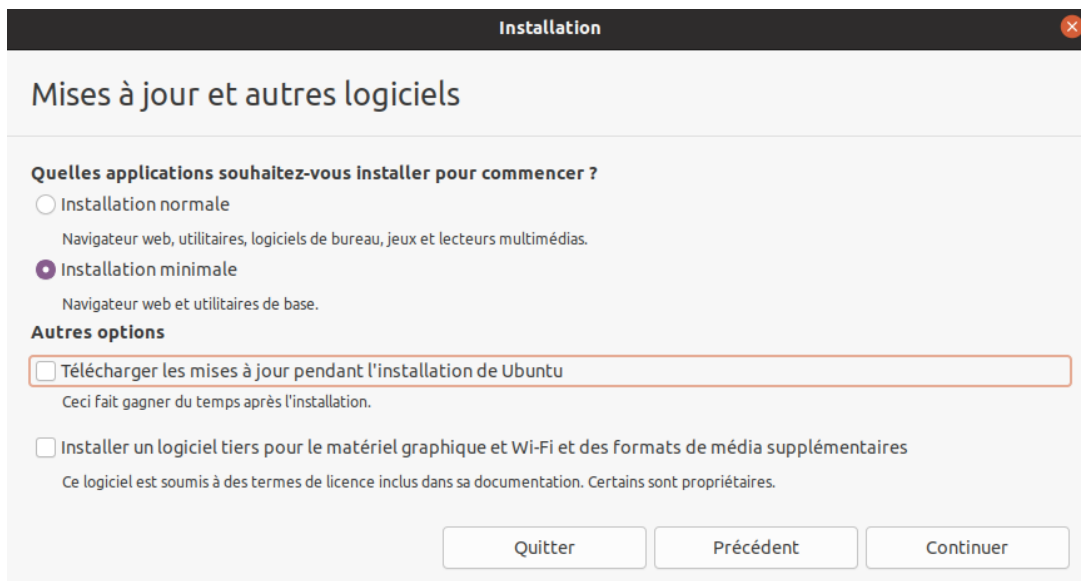 Installation
Mises à jour et autres logiciels
Quelles applications souhaitez-vous installer pour commencer ?
Installation normale
Navigateur web, utilitaires, logiciels de bureau, jeux et lecteurs multimédias.
Installation minimale
Navigateur web et utilitaires de base.
Autres options
Télécharger les mises à jour pendant l'installation de Ubuntu
Ceci fait gagner du temps après l'installation.
Installer un logiciel tiers pour le matériel graphique et Wi-Fi et des formats de média supplémentaires
Ce logiciel est soumis à des termes de licence inclus dans sa documentation. Certains sont propriétaires.
Quitter
Précédent
Continuer